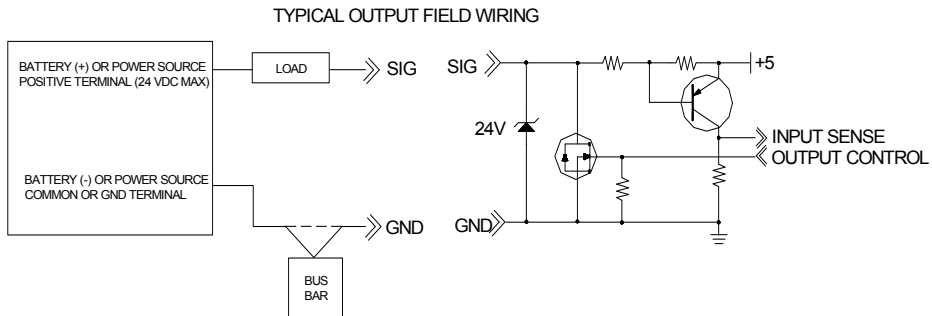 TYPICAL OUTPUT FIELD WIRING
BATTERY (+) OR POWER SOURCE
POSITIVE TERMINAL (24 VDC MAX)
LOAD
SIG
SIG
+5
24V
INPUT SENSE
OUTPUT CONTROL
BATTERY (-) OR POWER SOURCE
COMMON OR GND TERMINAL
GND
GND
BUS
BAR